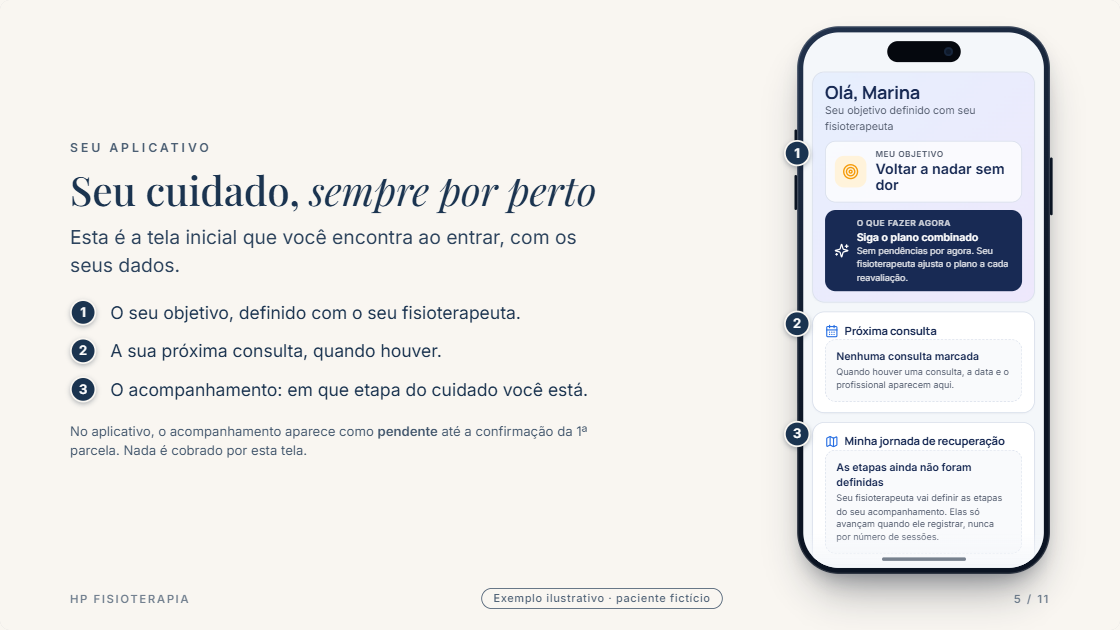 SEU APLICATIVO
Seu cuidado, sempre por perto
Esta é a tela inicial que você encontra ao entrar, com os
seus dados.
1 O seu objetivo, definido com o seu fisioterapeuta.
2 A sua próxima consulta, quando houver.
3 O acompanhamento: em que etapa do cuidado você está.
No aplicativo, o acompanhamento aparece como pendente até a confirmação da 1ª
parcela. Nada é cobrado por esta tela.
Olá, Marina
Seu objetivo definido com seu
fisioterapeuta
1
MEU OBJETIVO
Voltar a nadar sem
dor
O QUE FAZER AGORA
Siga o plano combinado
Sem pendências por agora. Seu
fisioterapeuta ajusta o plano a cada
reavaliação.
2
Próxima consulta
Nenhuma consulta marcada
Quando houver uma consulta, a data e o
profissional aparecem aqui.
3
Minha jornada de recuperação
As etapas ainda não foram
definidas
Seu fisioterapeuta vai definir as etapas
do seu acompanhamento. Elas só
avançam quando ele registrar, nunca
por número de sessões.
HP FISIOTERAPIA
Exemplo ilustrativo · paciente fictício
5 / 11